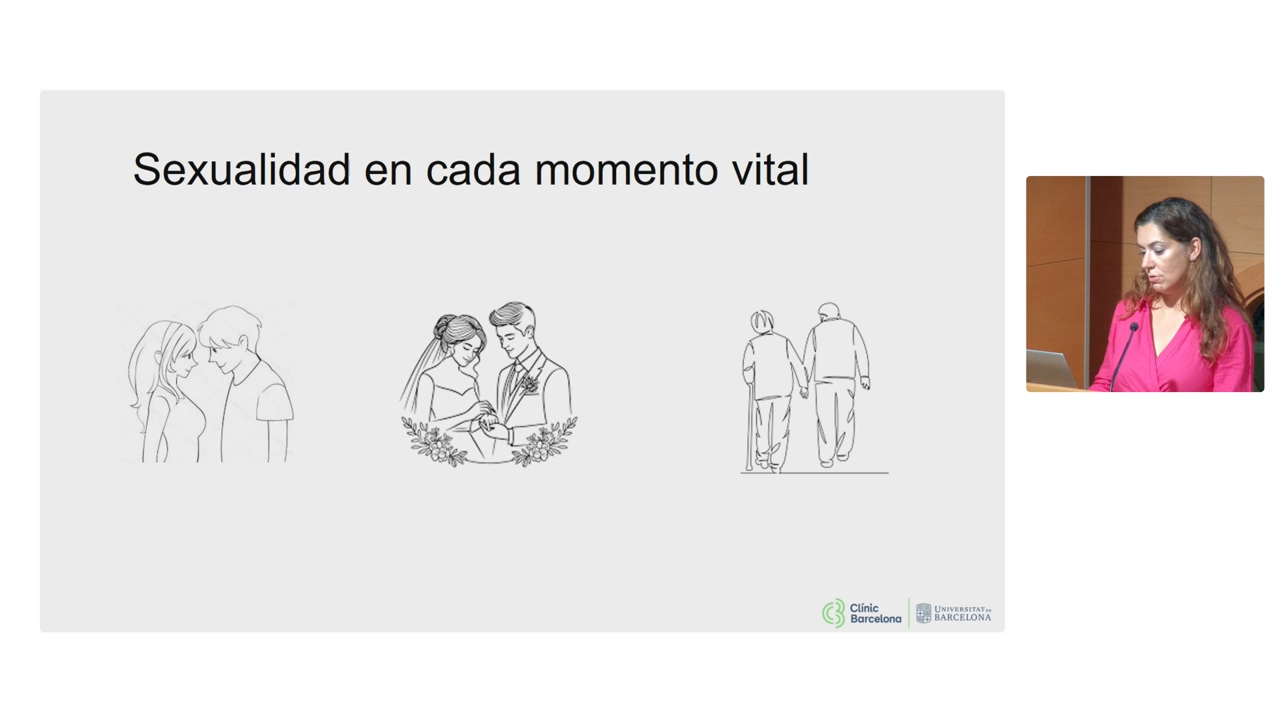 Sexualidad en cada momento vital
Clínic
Barcelona
UNIVERSITAT DE
BARCELONA